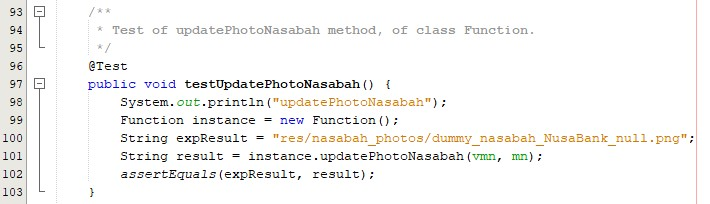 93 /**
94 * Test of updatePhotoNasabah method, of class Function.
95 */
96 @Test
97 public void testUpdatePhotoNasabah() {
98 System.out.println("updatePhotoNasabah");
99 Function instance = new Function();
100 String expResult = "res/nasabah_photos/dummy_nasabah_NusaBank_null.png";
101 String result = instance.updatePhotoNasabah(vmn, mn);
102 assertEquals(expResult, result);
103 }